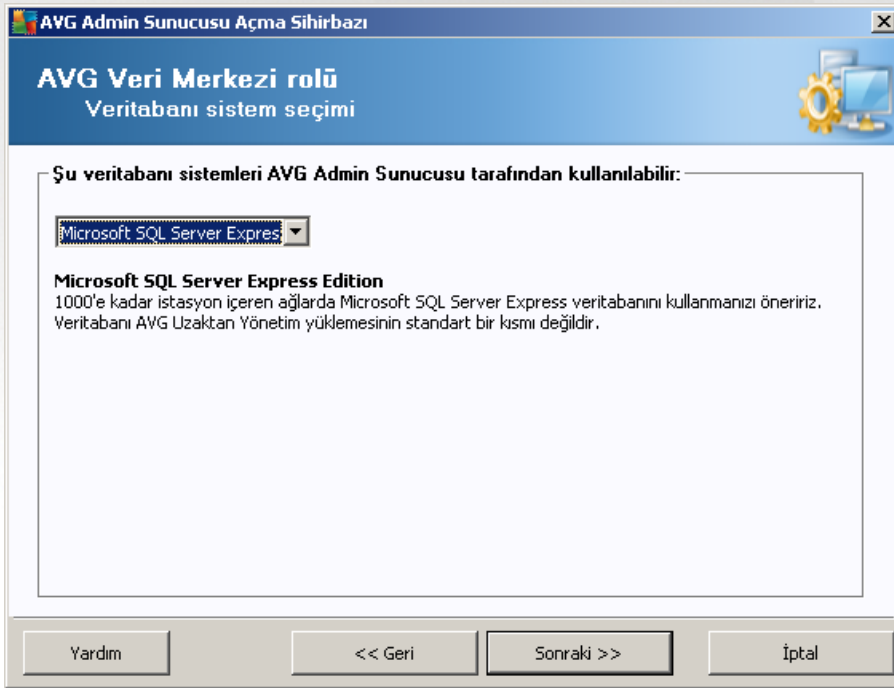 AVG Admin Sunucusu Açma Sihirbazı
AVG Veri Merkezi rolü
Veritabanı sistem seçimi
Şu veritabanı sistemleri AVG Admin Sunucusu tarafından kullanılabilir:
Microsoft SQL Server Expres
Microsoft SQL Server Express Edition
1000'e kadar istasyon içeren ağlarda Microsoft SQL Server Express veritabanını kullanmanızı öneririz.
Veritabanı AVG Uzaktan Yönetim yüklemesinin standart bir kısmı değildir.
Yardım
<< Geri
Sonraki >>
İptal